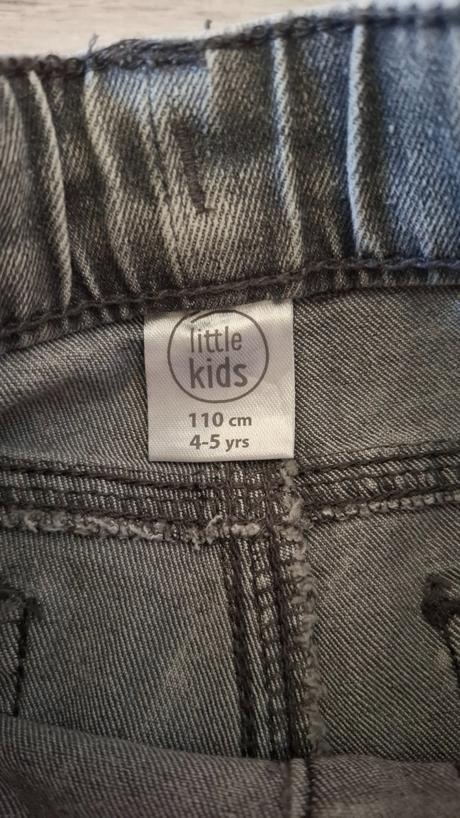 little
kids
110 cm
4-5 yrs